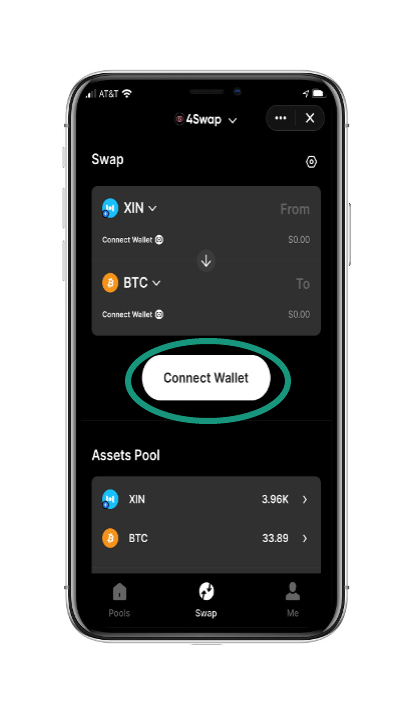 AT&T
4Swap
Swap
XIN From
Connect Wallet $0.00
BTC To
Connect Wallet $0.00
Connect Wallet
Assets Pool
XIN 3.96K
BTC 33.89
Pools Swap Me